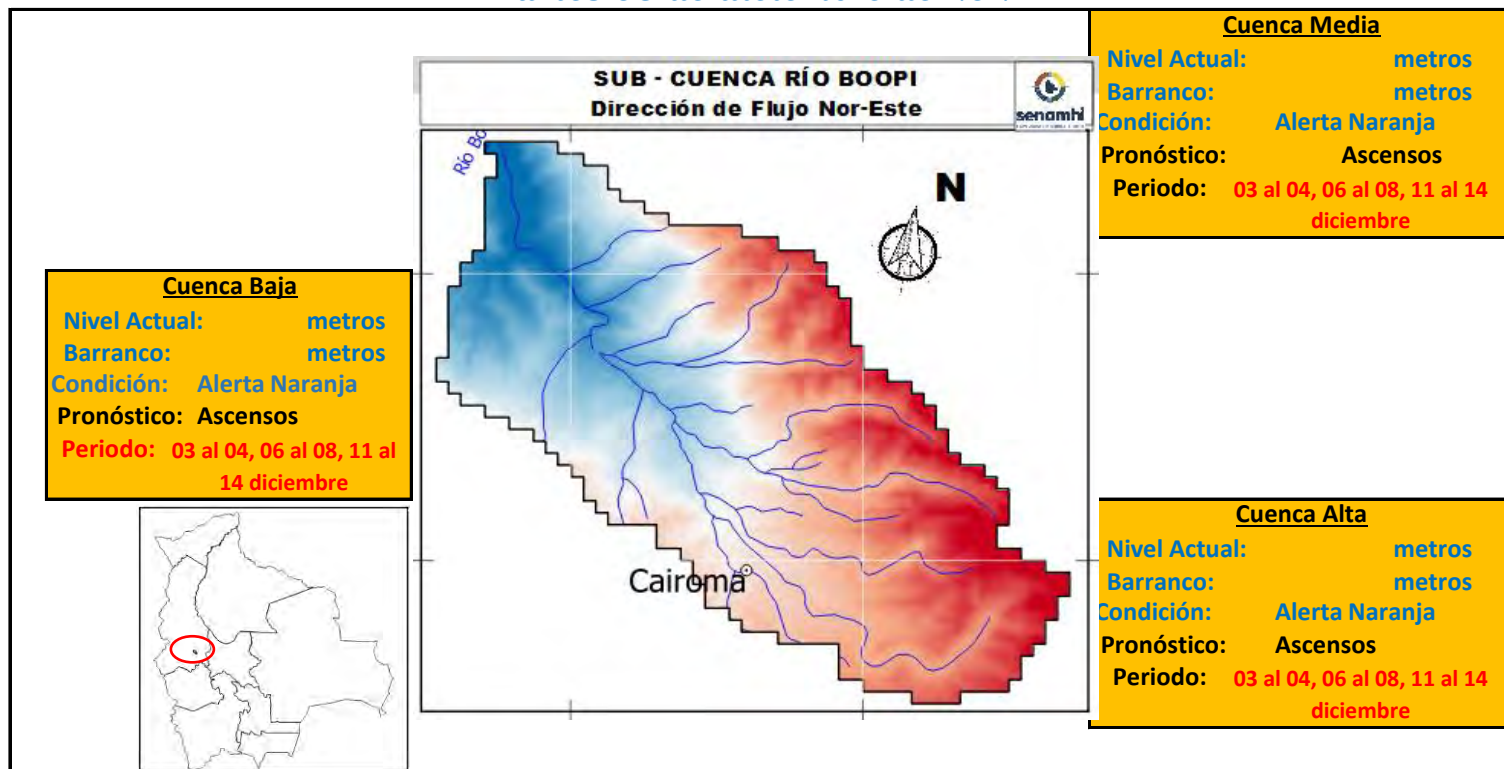 SUB - CUENCA RÍO BOOPI
Dirección de Flujo Nor-Este
senamhi
Río Bo
N
Cairoma
Cuenca Media
Nivel Actual: metros
Barranco: metros
Condición: Alerta Naranja
Pronóstico: Ascensos
Periodo: 03 al 04, 06 al 08, 11 al 14
diciembre
Cuenca Baja
Nivel Actual: metros
Barranco: metros
Condición: Alerta Naranja
Pronóstico: Ascensos
Periodo: 03 al 04, 06 al 08, 11 al
14 diciembre
Cuenca Alta
Nivel Actual: metros
Barranco: metros
Condición: Alerta Naranja
Pronóstico: Ascensos
Periodo: 03 al 04, 06 al 08, 11 al 14
diciembre